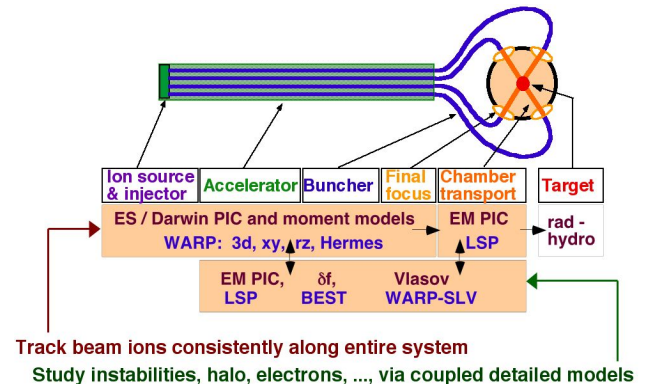 Ion source
& injector
Accelerator
Buncher
Final
focus
Chamber
transport
Target
ES / Darwin PIC and moment models
WARP: 3d, xy, rz, Hermes
EM PIC
LSP
rad -
hydro
EM PIC, δf, Vlasov
LSP BEST WARP-SLV
Track beam ions consistently along entire system
Study instabilities, halo, electrons, ..., via coupled detailed models